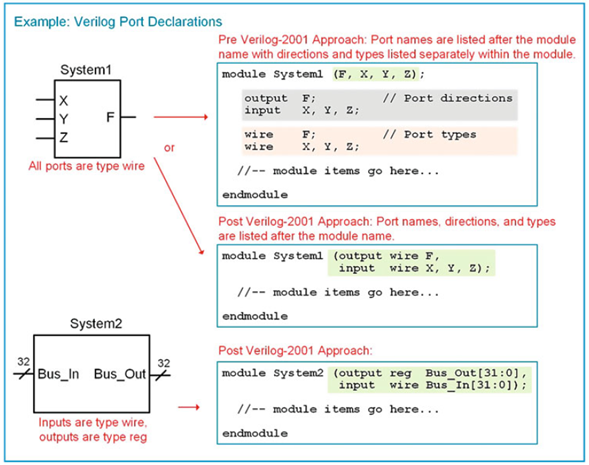 Example: Verilog Port Declarations
Pre Verilog-2001 Approach: Port names are listed after the module
name with directions and types listed separately within the module.
System1
X
Y
Z
F
All ports are type wire
or
module System1 (F, X, Y, Z);
output F; // Port directions
input X, Y, Z;
wire F; // Port types
wire X, Y, Z;
//-- module items go here...
endmodule
Post Verilog-2001 Approach: Port names, directions, and types
are listed after the module name.
module System1 (output wire F,
input wire X, Y, Z);
//-- module items go here...
endmodule
System2
32
Bus_In
Bus_Out
32
Inputs are type wire,
outputs are type reg
Post Verilog-2001 Approach:
module System2 (output reg Bus_Out[31:0],
input wire Bus_In[31:0]);
//-- module items go here...
endmodule